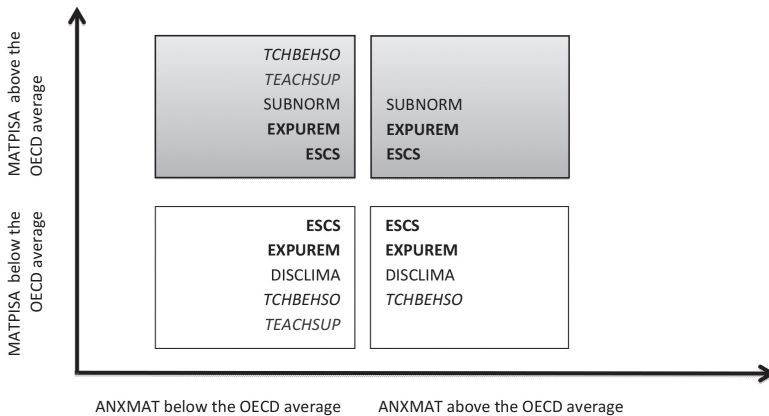 MATPISA above the
OECD average
TCHBEHSO
TEACHSUP
SUBNORM
EXPUREM
ESCS
SUBNORM
EXPUREM
ESCS
MATPISA below the
OECD average
ESCS
EXPUREM
DISCLIMA
TCHBEHSO
TEACHSUP
ESCS
EXPUREM
DISCLIMA
TCHBEHSO
ANXMAT below the OECD average
ANXMAT above the OECD average